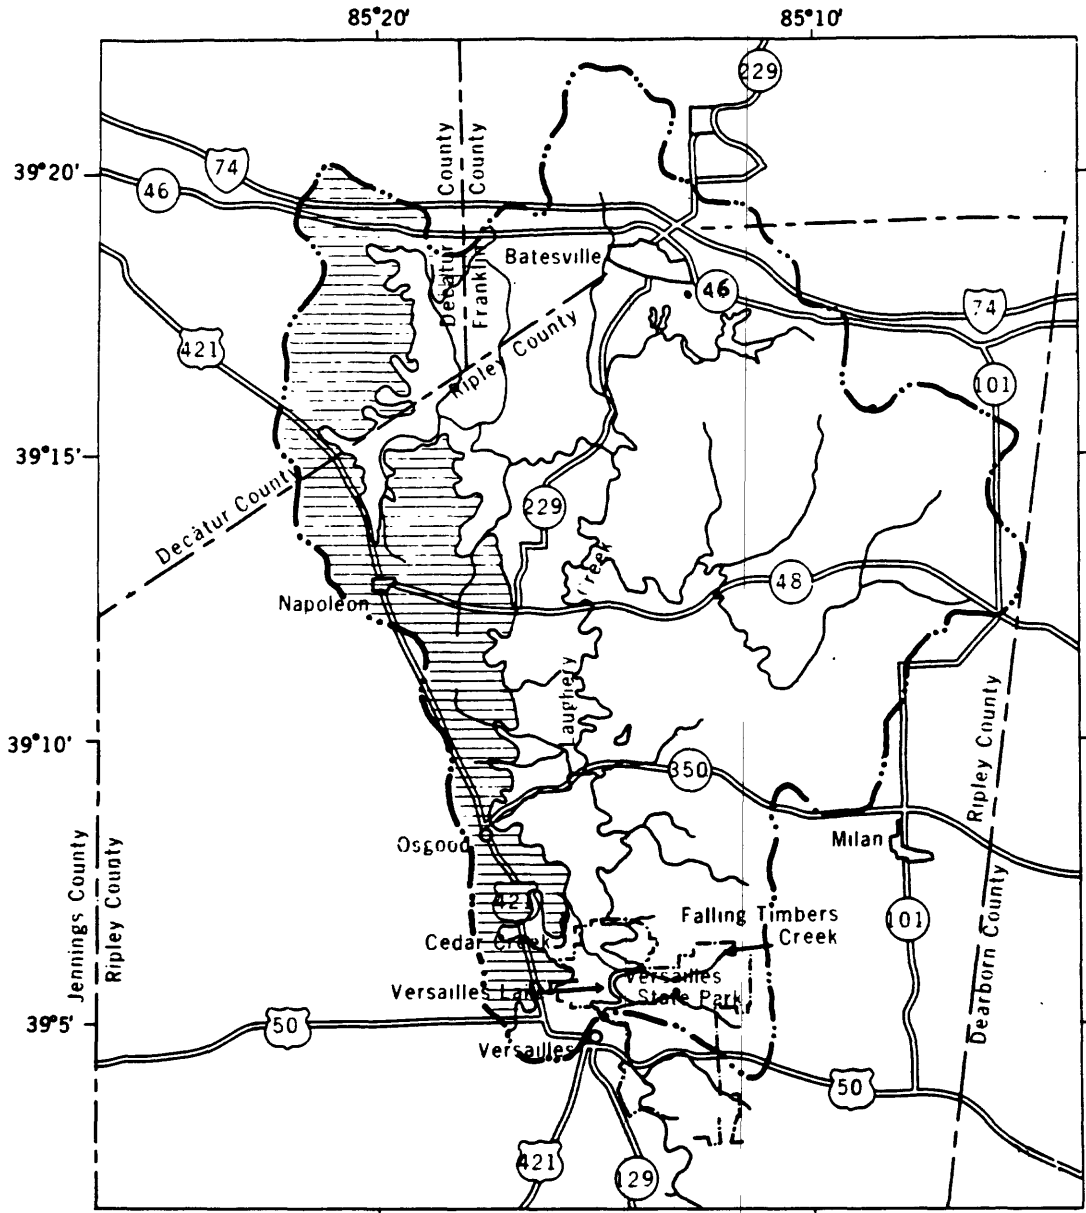 85°20'
85°10'
229
County
County
39°20'
74
46
Batesville
Decatur
Franklin
46
74
421
Ripley County
101
39°15'
Decatur County
229
Creek
48
Napoleon
Laughery
39°10'
350
Ripley County
Osgood
Milan
Jennings County
Ripley County
421
Falling Timbers
Creek
101
Cedar Creek
Dearborn County
Versailles Lake
Versailles
State Park
39°5'
50
Versailles
50
421
129